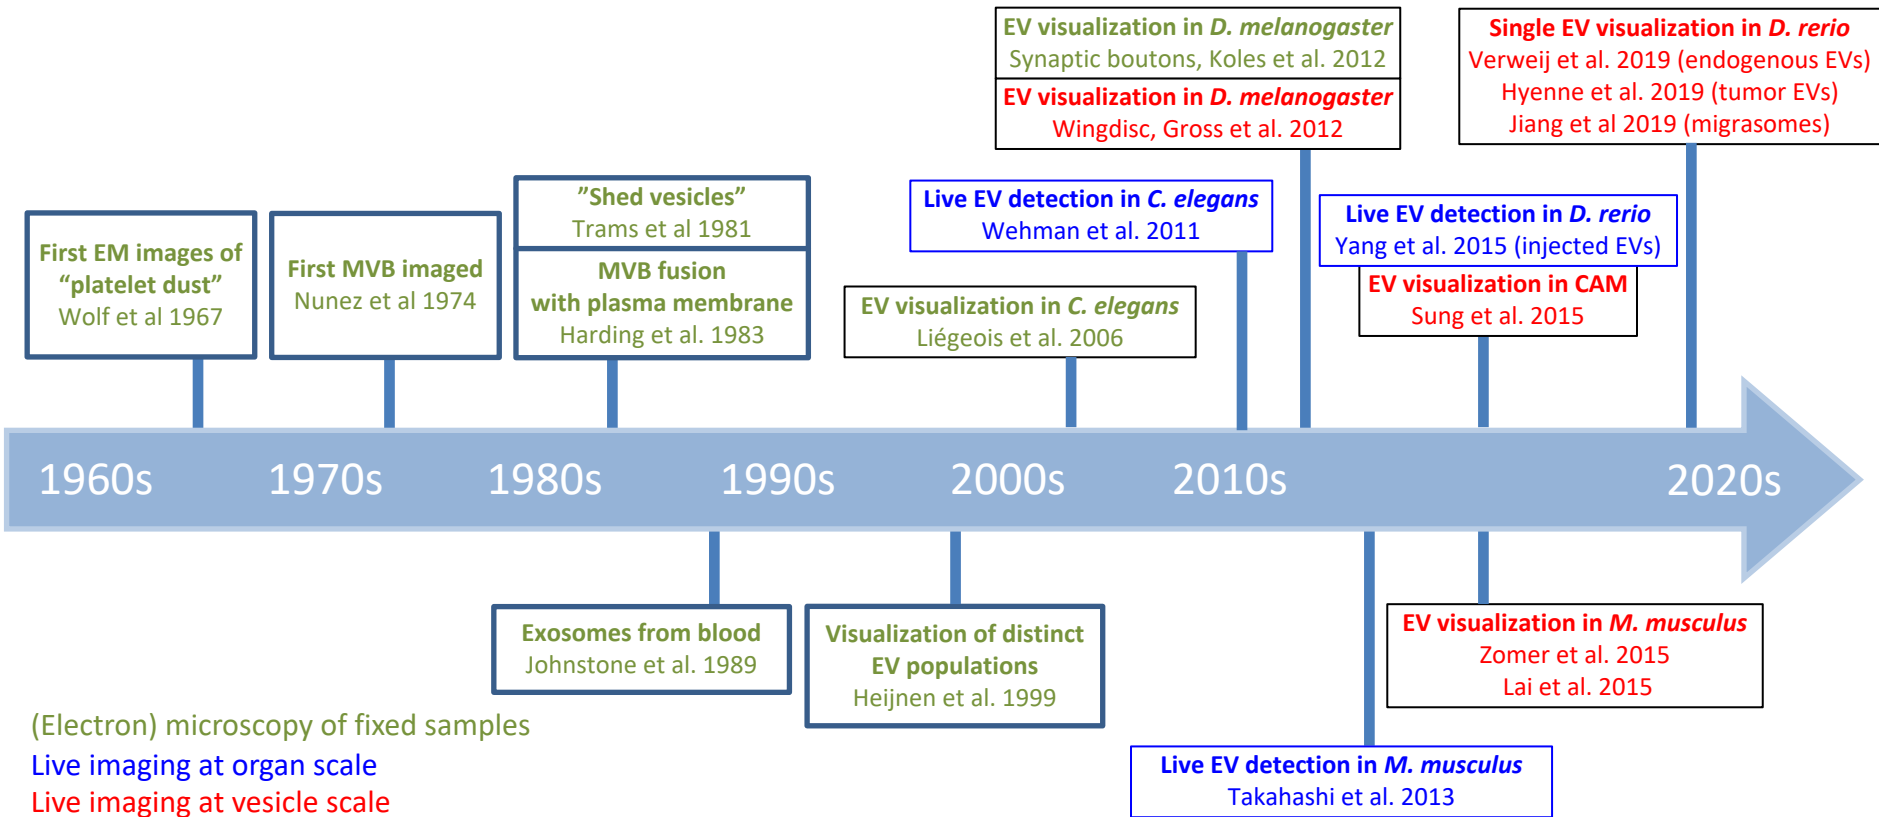 EV visualization in D. melanogaster
Synaptic boutons, Koles et al. 2012
EV visualization in D. melanogaster
Wingdisc, Gross et al. 2012
Single EV visualization in D. rerio
Verweij et al. 2019 (endogenous EVs)
Hyenne et al. 2019 (tumor EVs)
Jiang et al 2019 (migrasomes)
First EM images of
“platelet dust”
Wolf et al 1967
First MVB imaged
Nunez et al 1974
”Shed vesicles”
Trams et al 1981
MVB fusion
with plasma membrane
Harding et al. 1983
Live EV detection in C. elegans
Wehman et al. 2011
EV visualization in C. elegans
Liégeois et al. 2006
Live EV detection in D. rerio
Yang et al. 2015 (injected EVs)
EV visualization in CAM
Sung et al. 2015
1960s 1970s 1980s 1990s 2000s 2010s 2020s
Exosomes from blood
Johnstone et al. 1989
Visualization of distinct
EV populations
Heijnen et al. 1999
EV visualization in M. musculus
Zomer et al. 2015
Lai et al. 2015
Live EV detection in M. musculus
Takahashi et al. 2013
(Electron) microscopy of fixed samples
Live imaging at organ scale
Live imaging at vesicle scale